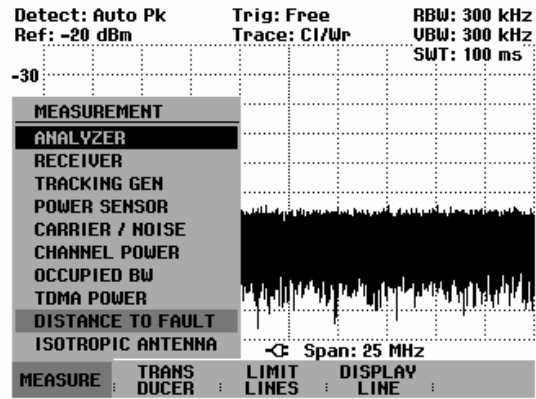 Detect: Auto Pk Trig: Free RBW: 300 kHz
Ref: -20 dBm Trace: Cl/Wr VBW: 300 kHz
SWT: 100 ms
-30
MEASUREMENT
ANALYZER
RECEIVER
TRACKING GEN
POWER SENSOR
CARRIER / NOISE
CHANNEL POWER
OCCUPIED BW
TDMA POWER
DISTANCE TO FAULT
ISOTROPIC ANTENNA
Span: 25 MHz
MEASURE TRANS LIMIT DISPLAY
DUCER LINES LINE